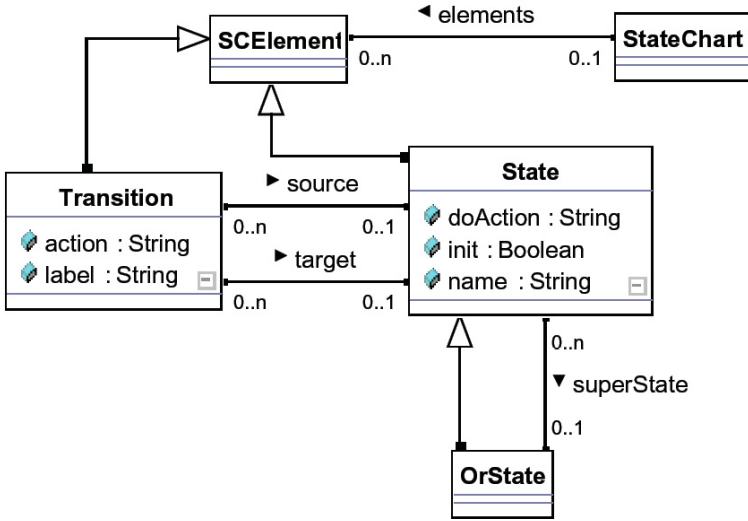 ◄ elements
SCElement
StateChart
0..n
0..1
Transition
► source
State
action : String
doAction : String
0..n
0..1
label : String
► target
init : Boolean
name : String
0..n
0..1
0..n
▼ superState
0..1
OrState